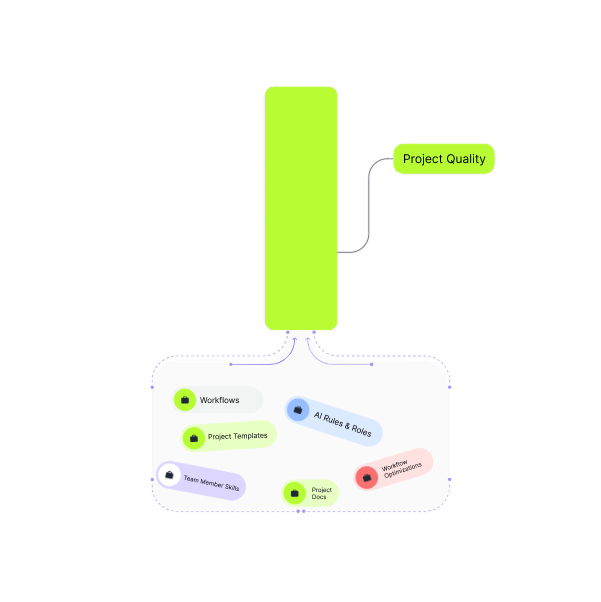 Project Quality
Workflows
AI Rules & Roles
Project Templates
Workflow
Optimizations
Team Member Skills
Project
Docs